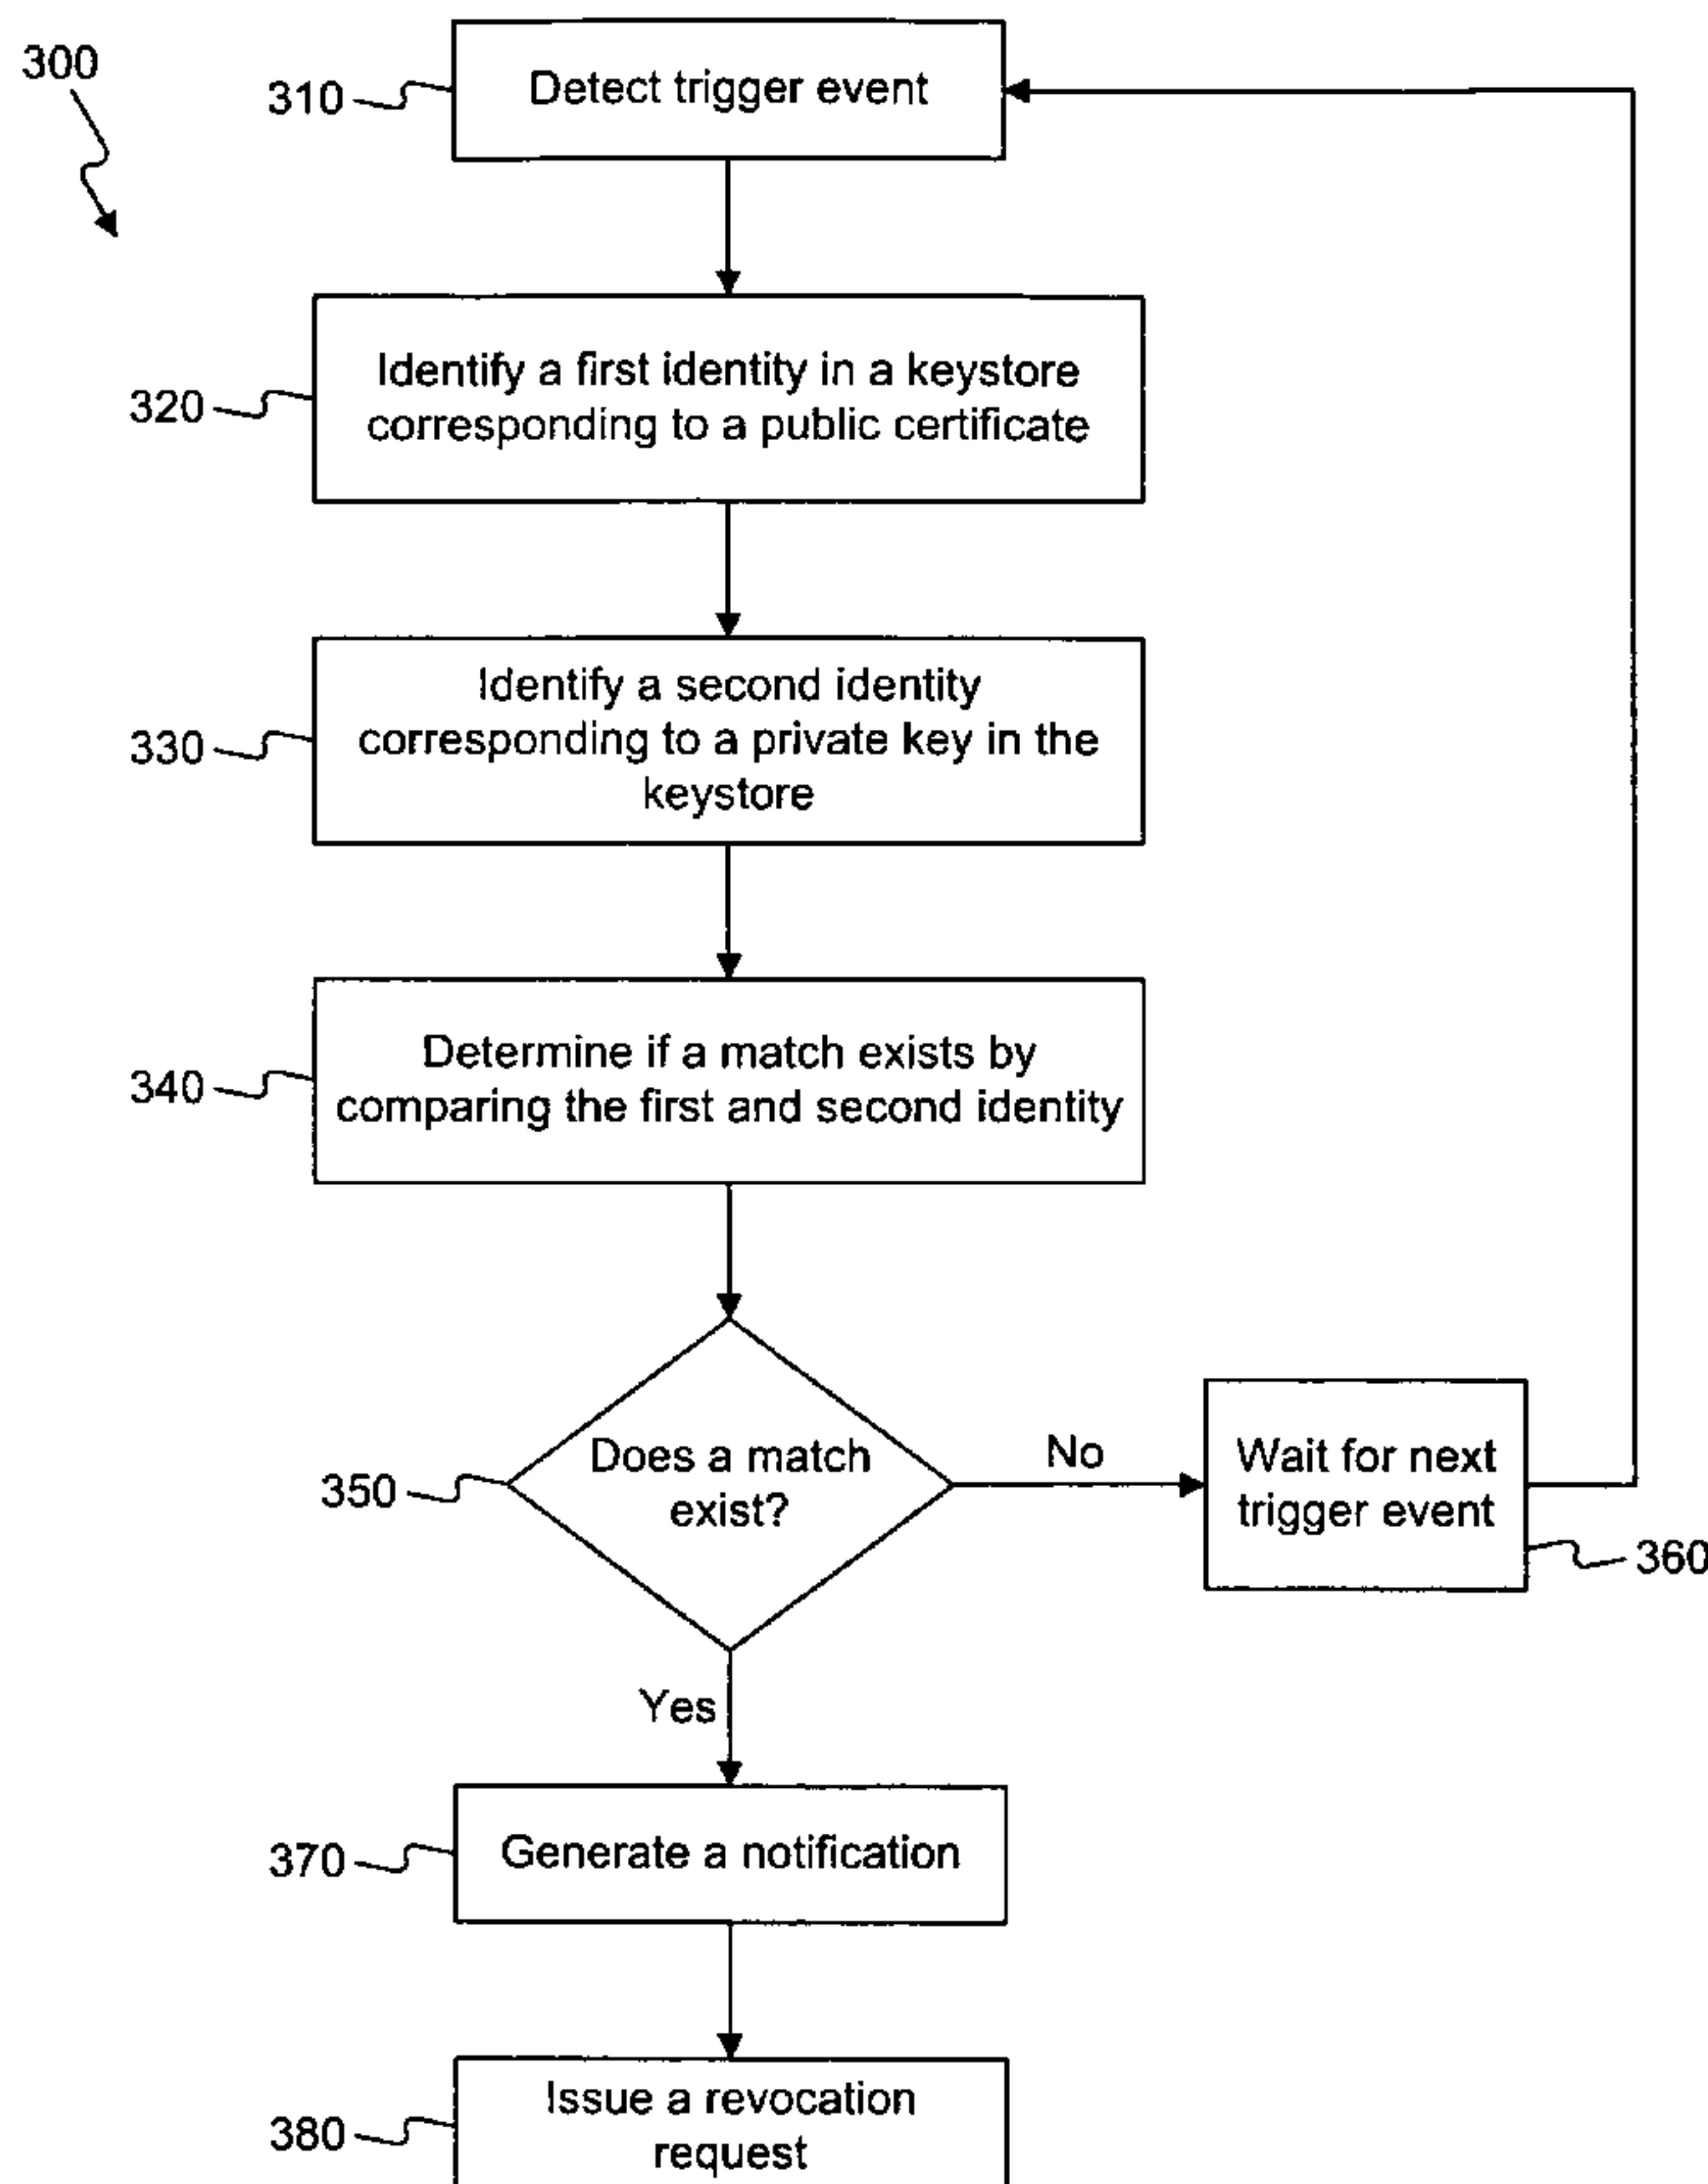 300
310
Detect trigger event
320
Identify a first identity in a keystore
corresponding to a public certificate
330
Identify a second identity
corresponding to a private key in the
keystore
340
Determine if a match exists by
comparing the first and second identity
350
Does a match
exist?
No
Wait for next
trigger event
360
Yes
370
Generate a notification
380
Issue a revocation
request